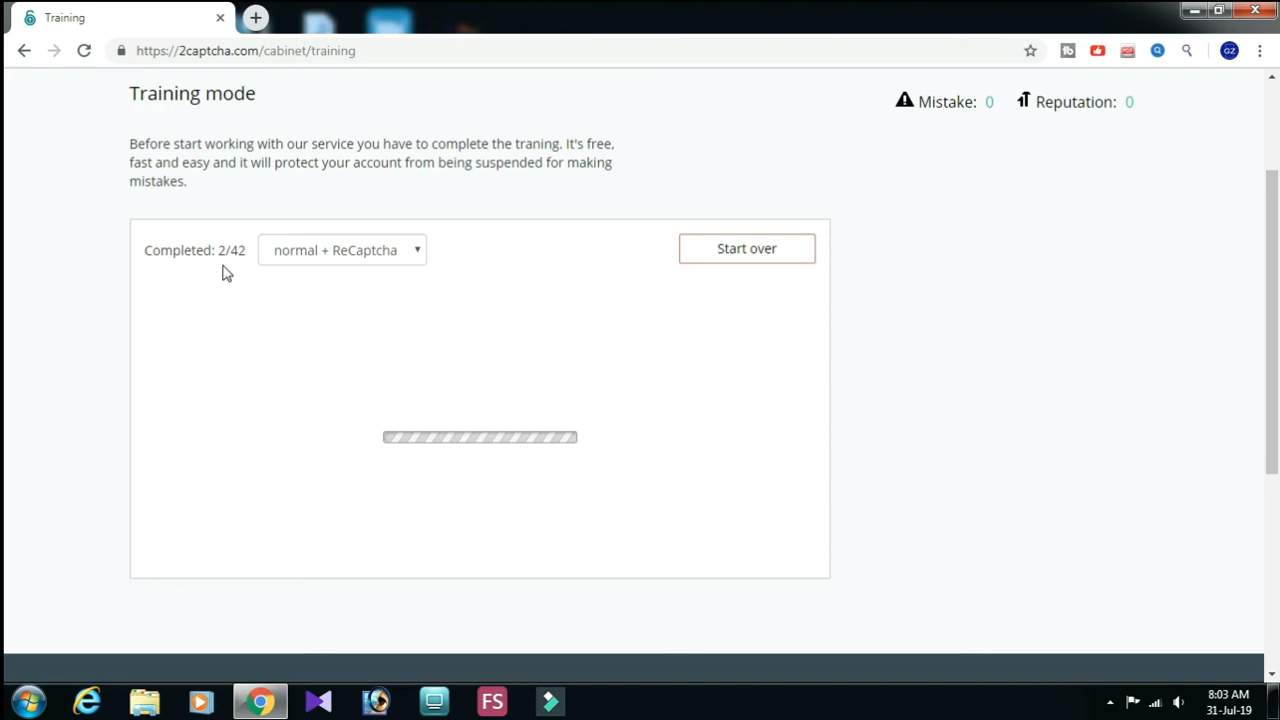 Training
https://2captcha.com/cabinet/training
GZ
Training mode
Mistake: 0
Reputation: 0
Before start working with our service you have to complete the traning. It's free,
fast and easy and it will protect your account from being suspended for making
mistakes.
Completed: 2/42
normal + ReCaptcha
Start over
FS
8:03 AM
31-Jul-19